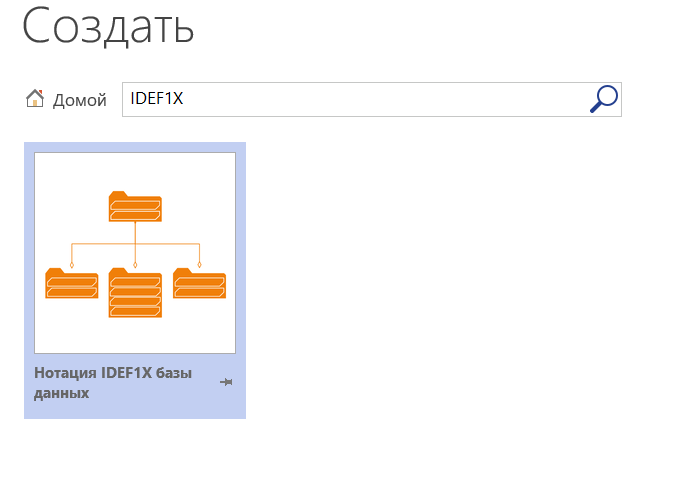 Создать
Домой
IDEF1X
Нотация IDEF1X базы
данных